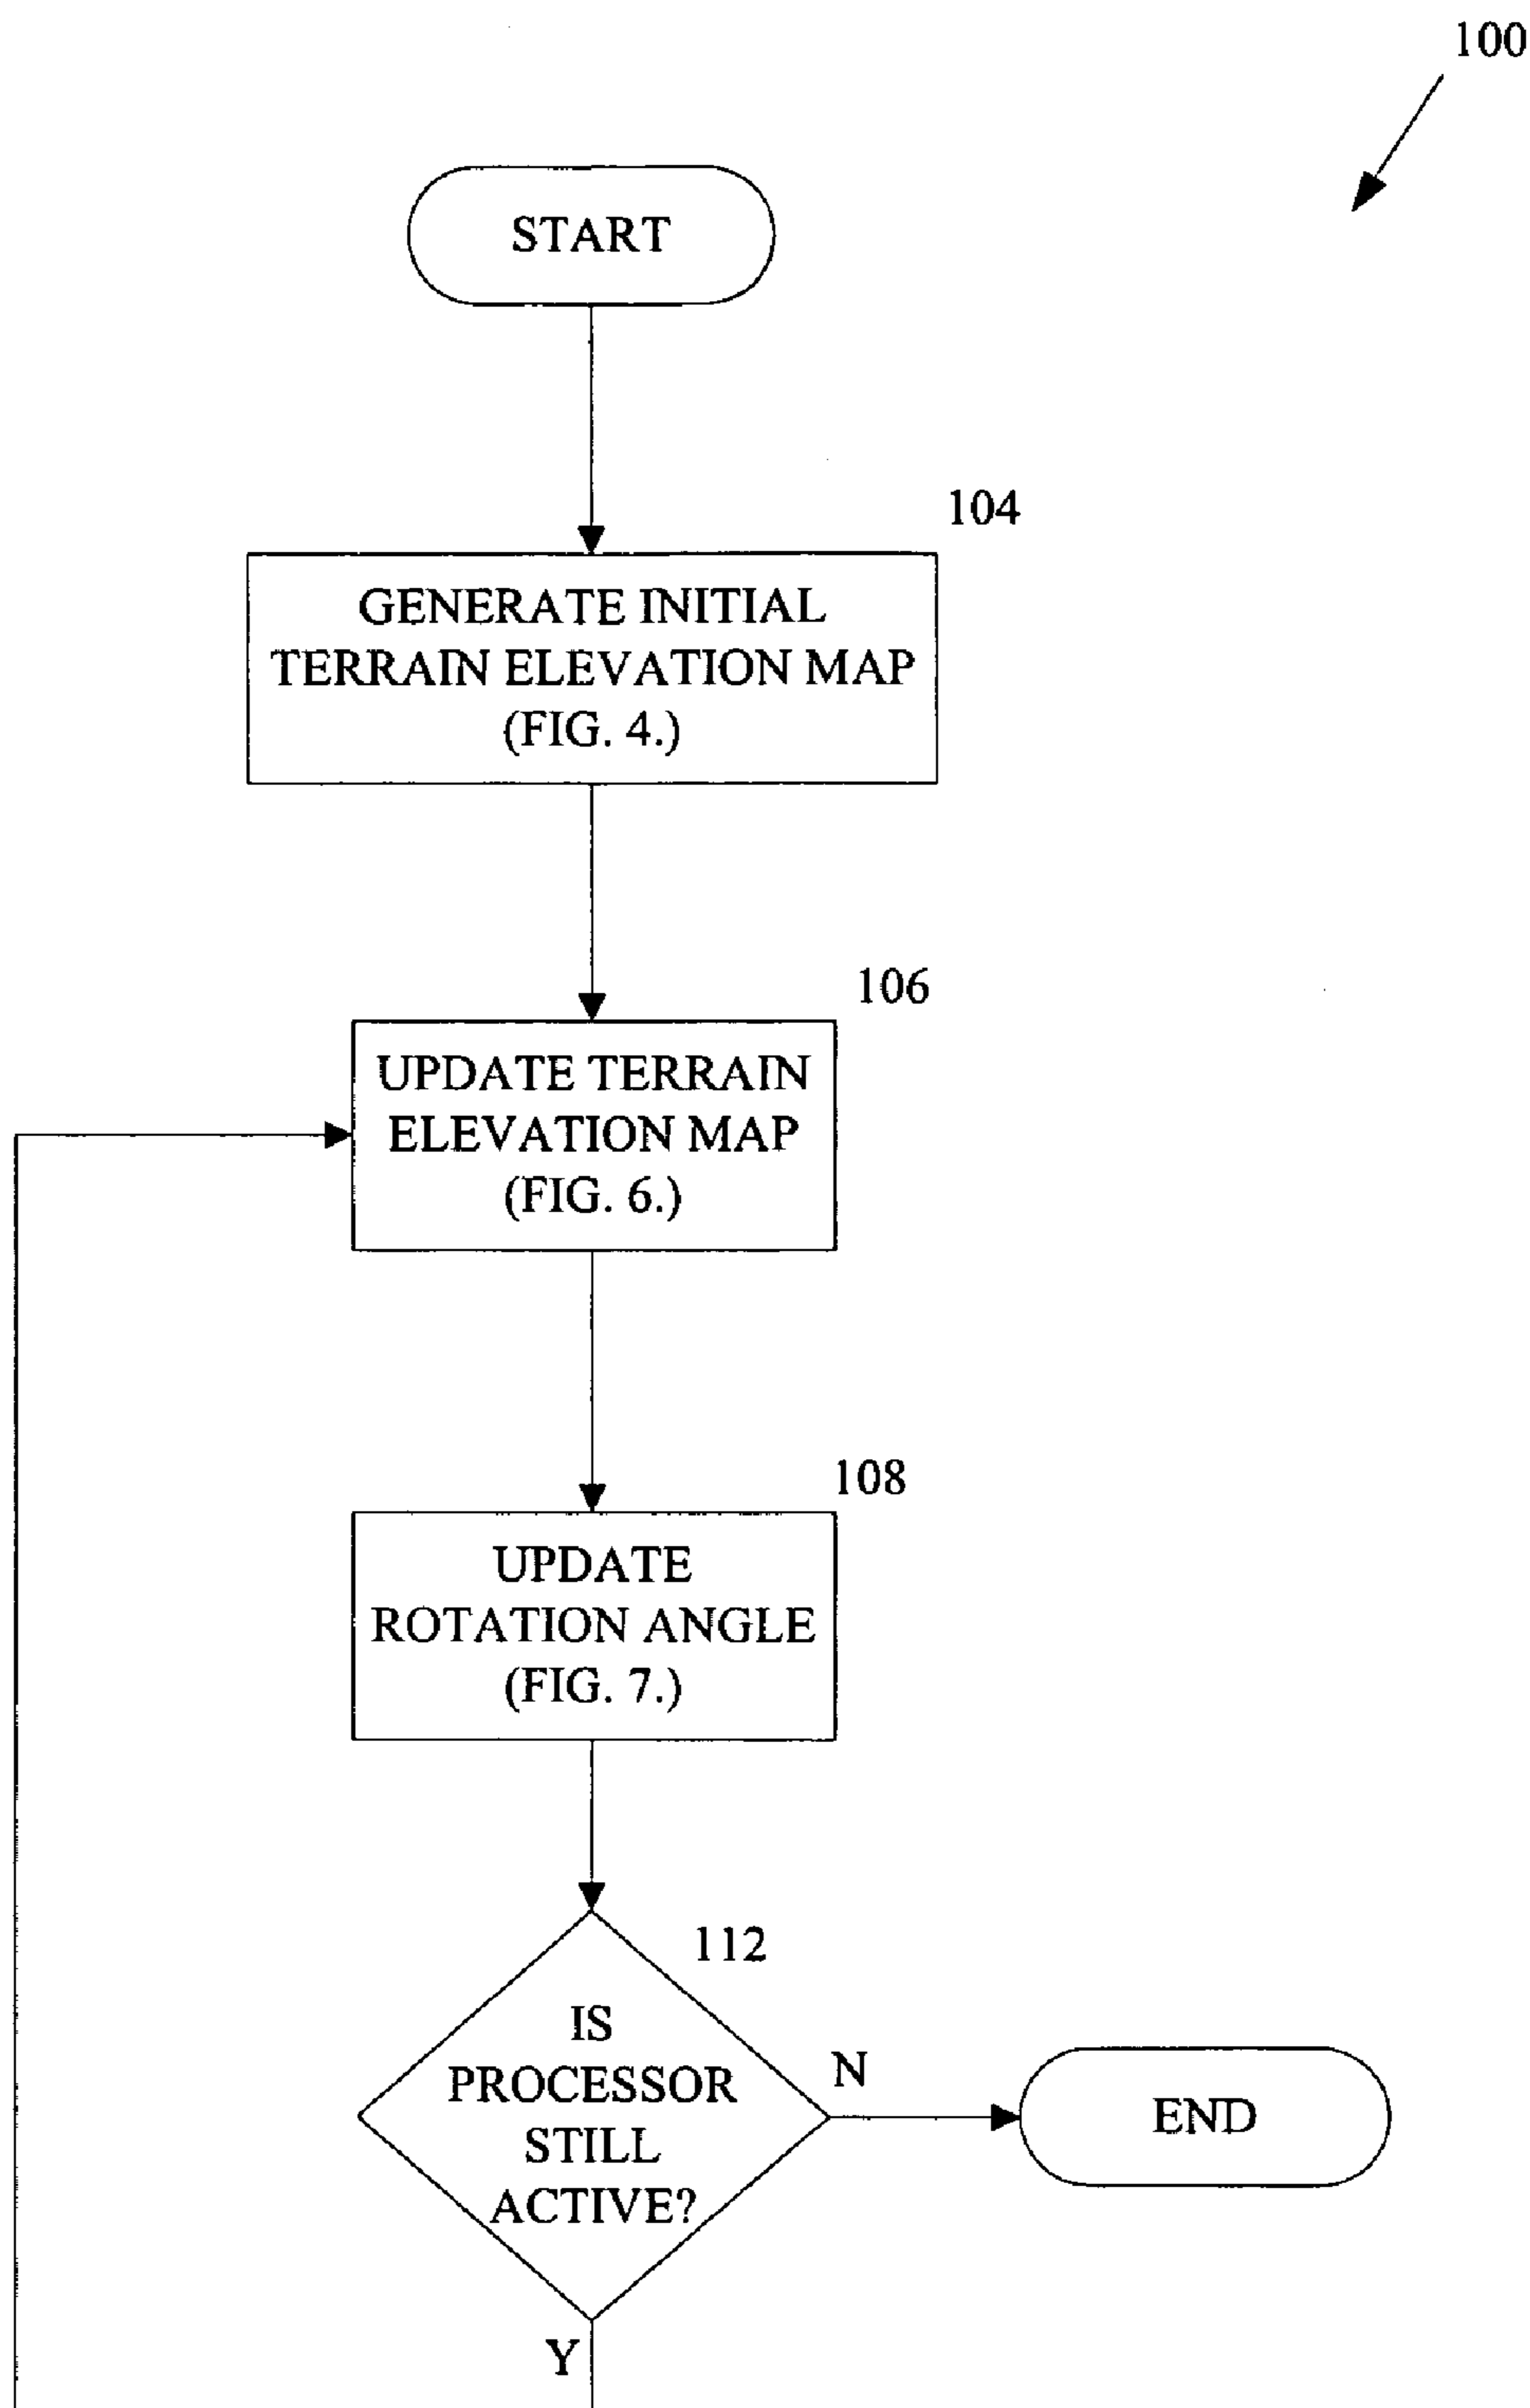 100
START
104
GENERATE INITIAL
TERRAIN ELEVATION MAP
(FIG. 4.)
106
UPDATE TERRAIN
ELEVATION MAP
(FIG. 6.)
108
UPDATE
ROTATION ANGLE
(FIG. 7.)
112
IS
PROCESSOR
STILL
ACTIVE?
N
END
Y